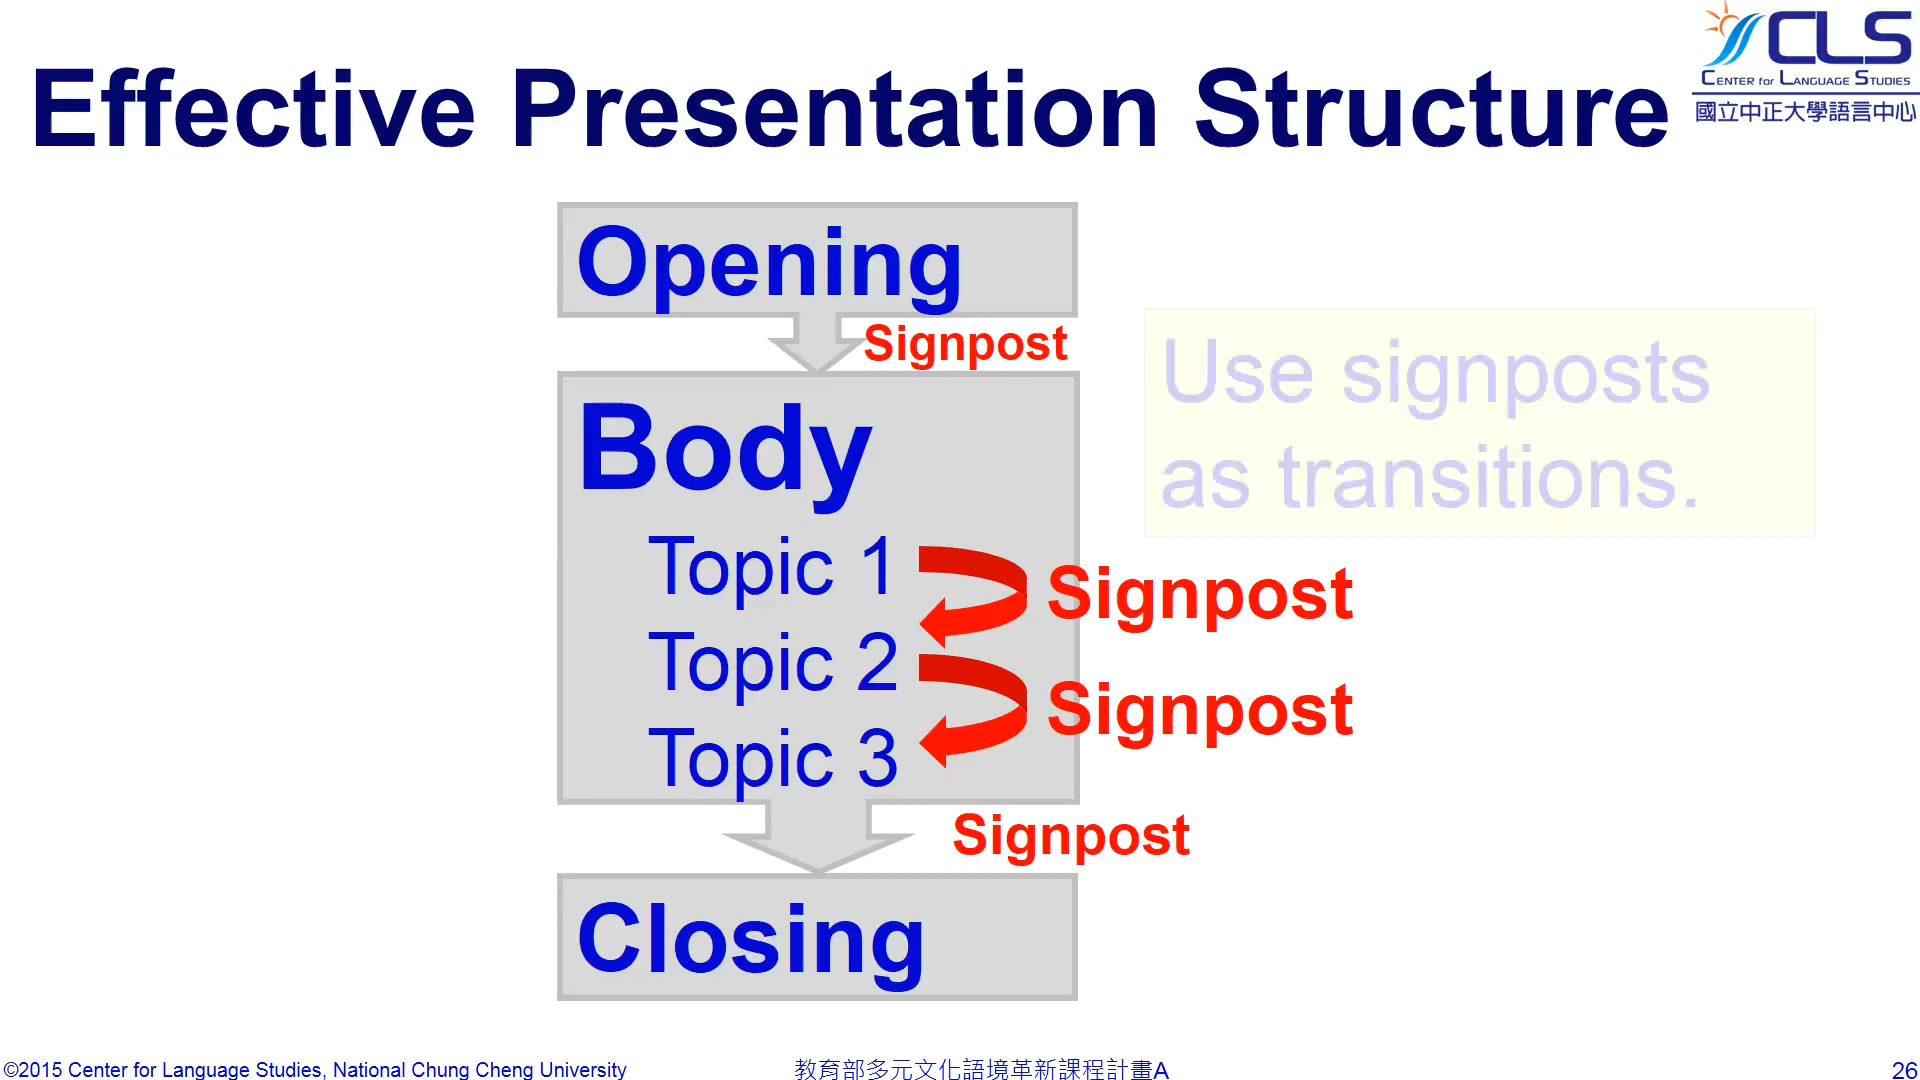 CLS
CENTER for LANGUAGE STUDIES
國立中正大學語言中心
Effective Presentation Structure
Opening
Signpost
Body
Use signposts
as transitions.
Topic 1
Signpost
Topic 2
Signpost
Topic 3
Signpost
Closing
©2015 Center for Language Studies, National Chung Cheng University
教育部多元文化語境革新課程計畫A
26